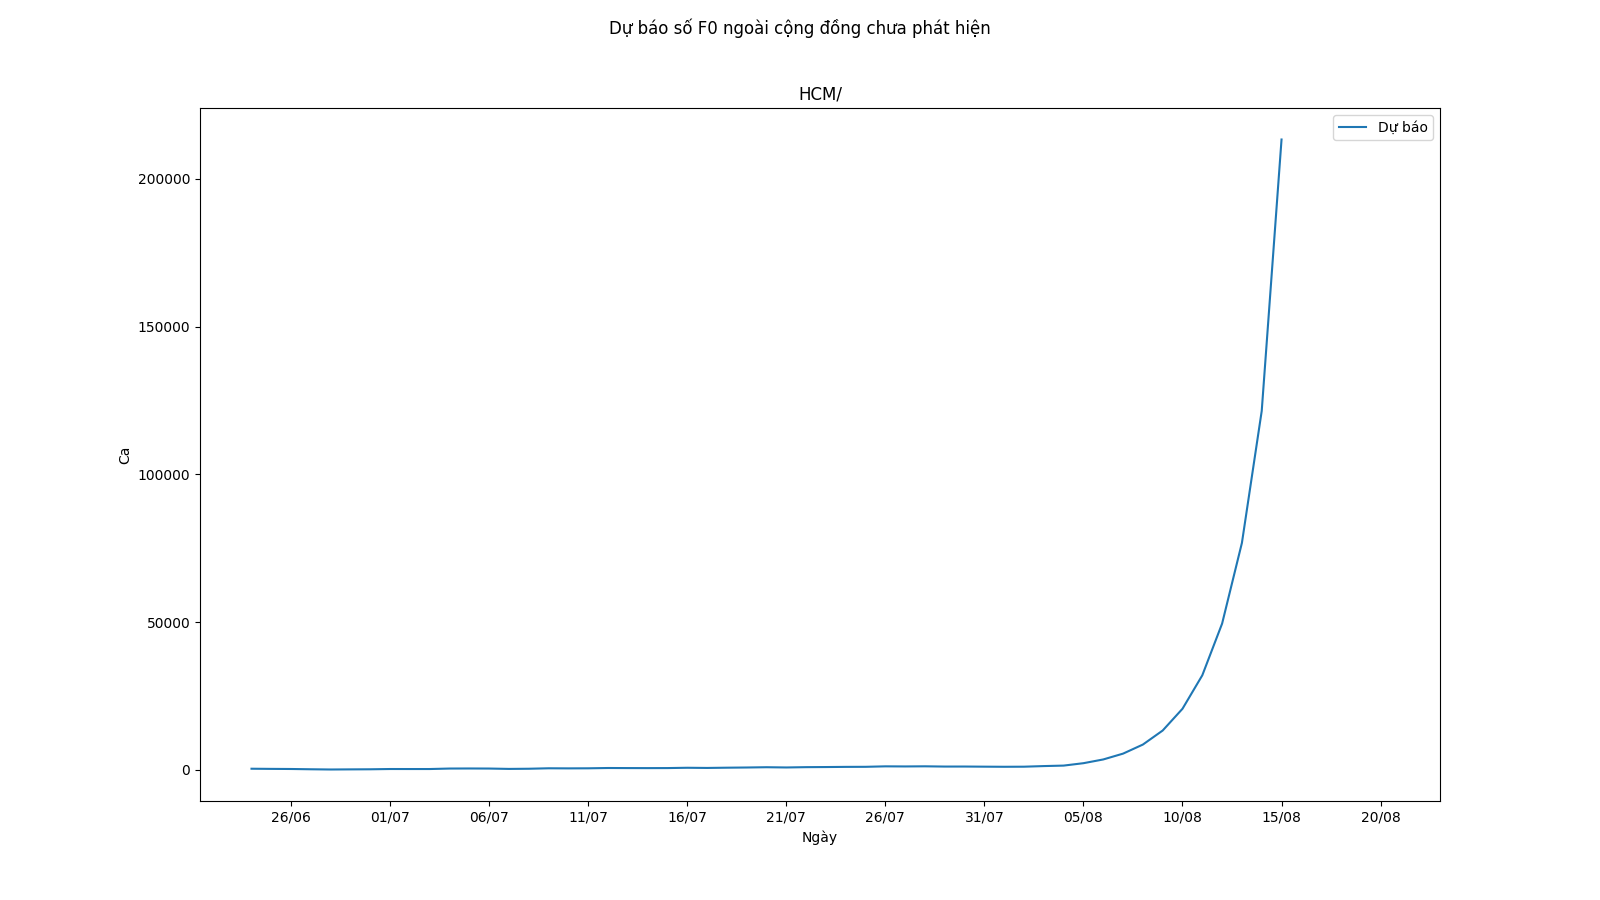 Dự báo số F0 ngoài cộng đồng chưa phát hiện
HCM/
Dự báo
200000
150000
100000
50000
0
Ca
26/06 01/07 06/07 11/07 16/07 21/07 26/07 31/07 05/08 10/08 15/08 20/08
Ngày